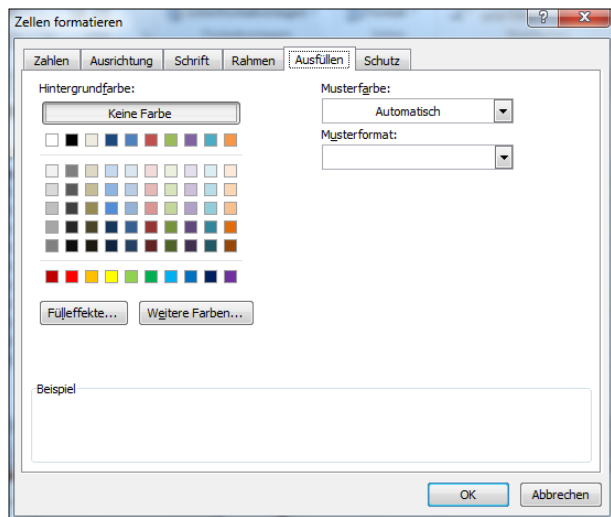 Zellen formatieren
Zahlen Ausrichtung Schrift Rahmen Ausfüllen Schutz
Hintergrundfarbe: Musterfarbe:
Keine Farbe Automatisch
Musterformat:
Fülleffekte... Weitere Farben...
Beispiel
OK Abbrechen